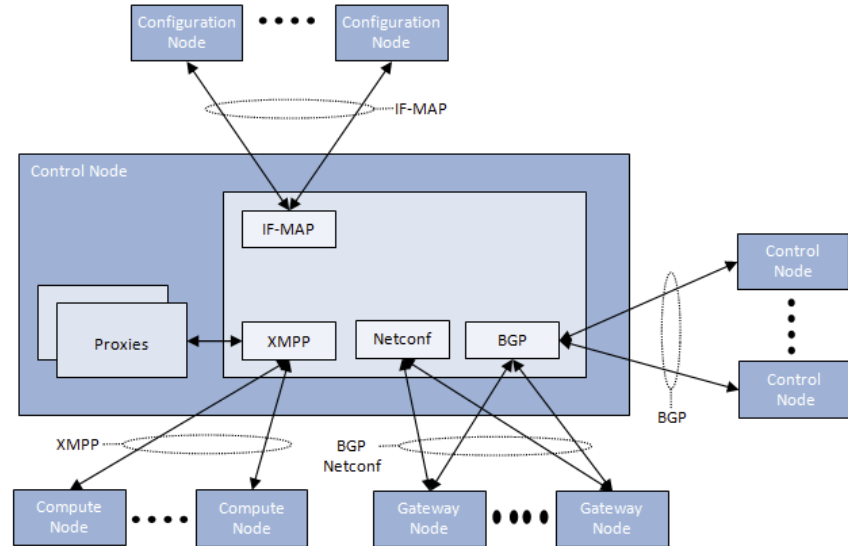 Configuration
Node
Configuration
Node
IF-MAP
Control Node
IF-MAP
Control
Node
Proxies
XMPP
Netconf
BGP
Control
Node
BGP
XMPP
BGP
Netconf
Compute
Node
Compute
Node
Gateway
Node
Gateway
Node